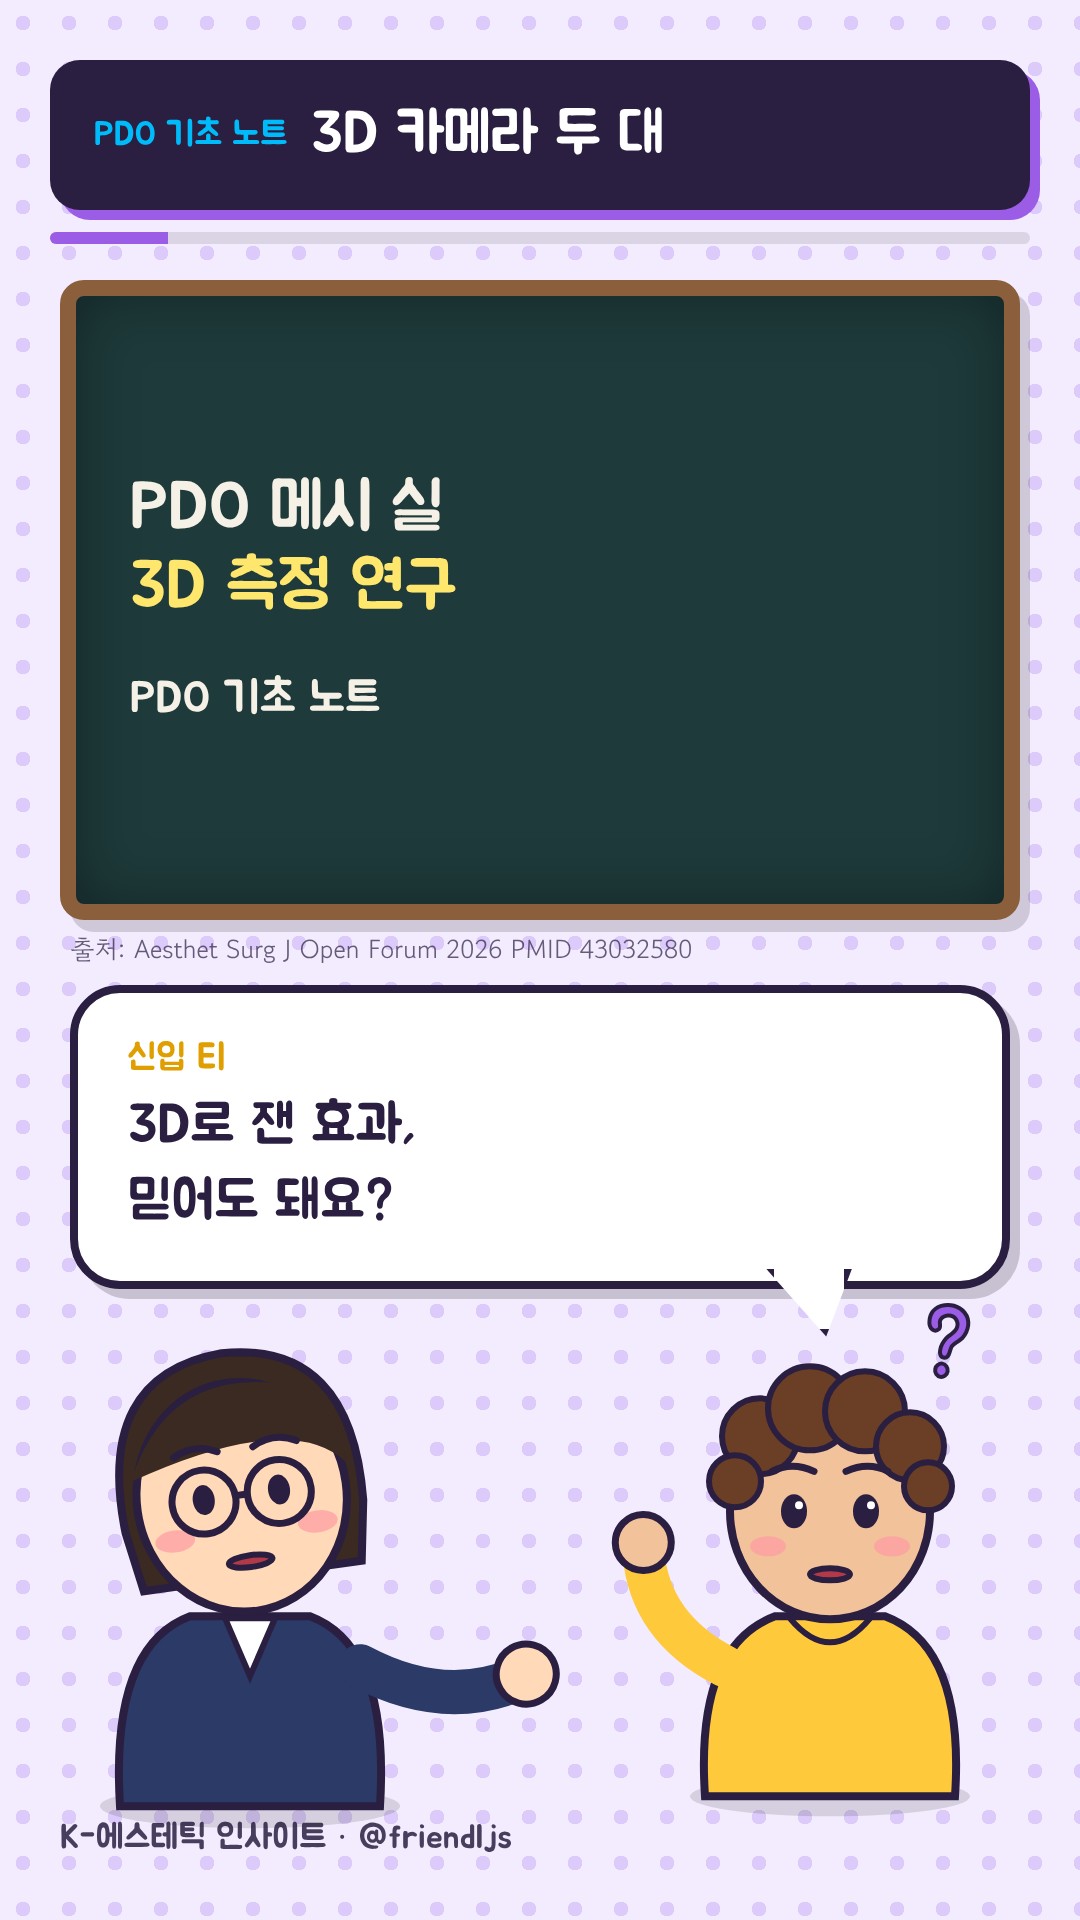 PDO 기초 노트 3D 카메라 두 대
PDO 메시 실
3D 측정 연구
PDO 기초 노트
출처: Aesthet Surg J Open Forum 2026 PMID 43032580
신입 티
3D로 잰 효과,
믿어도 돼요?
?
K-에스테틱 인사이트 · @friendljs